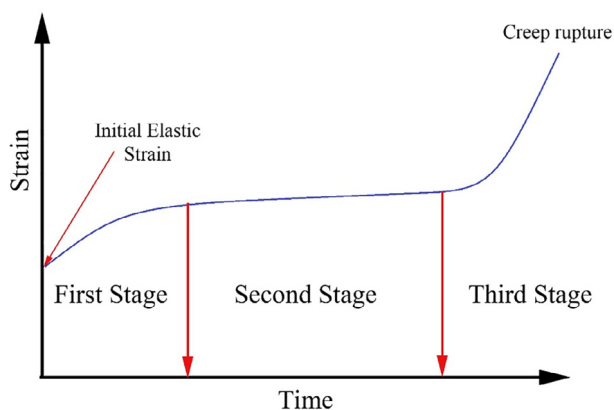 Creep rupture
Initial Elastic
Strain
Strain
First Stage
Second Stage
Third Stage
Time